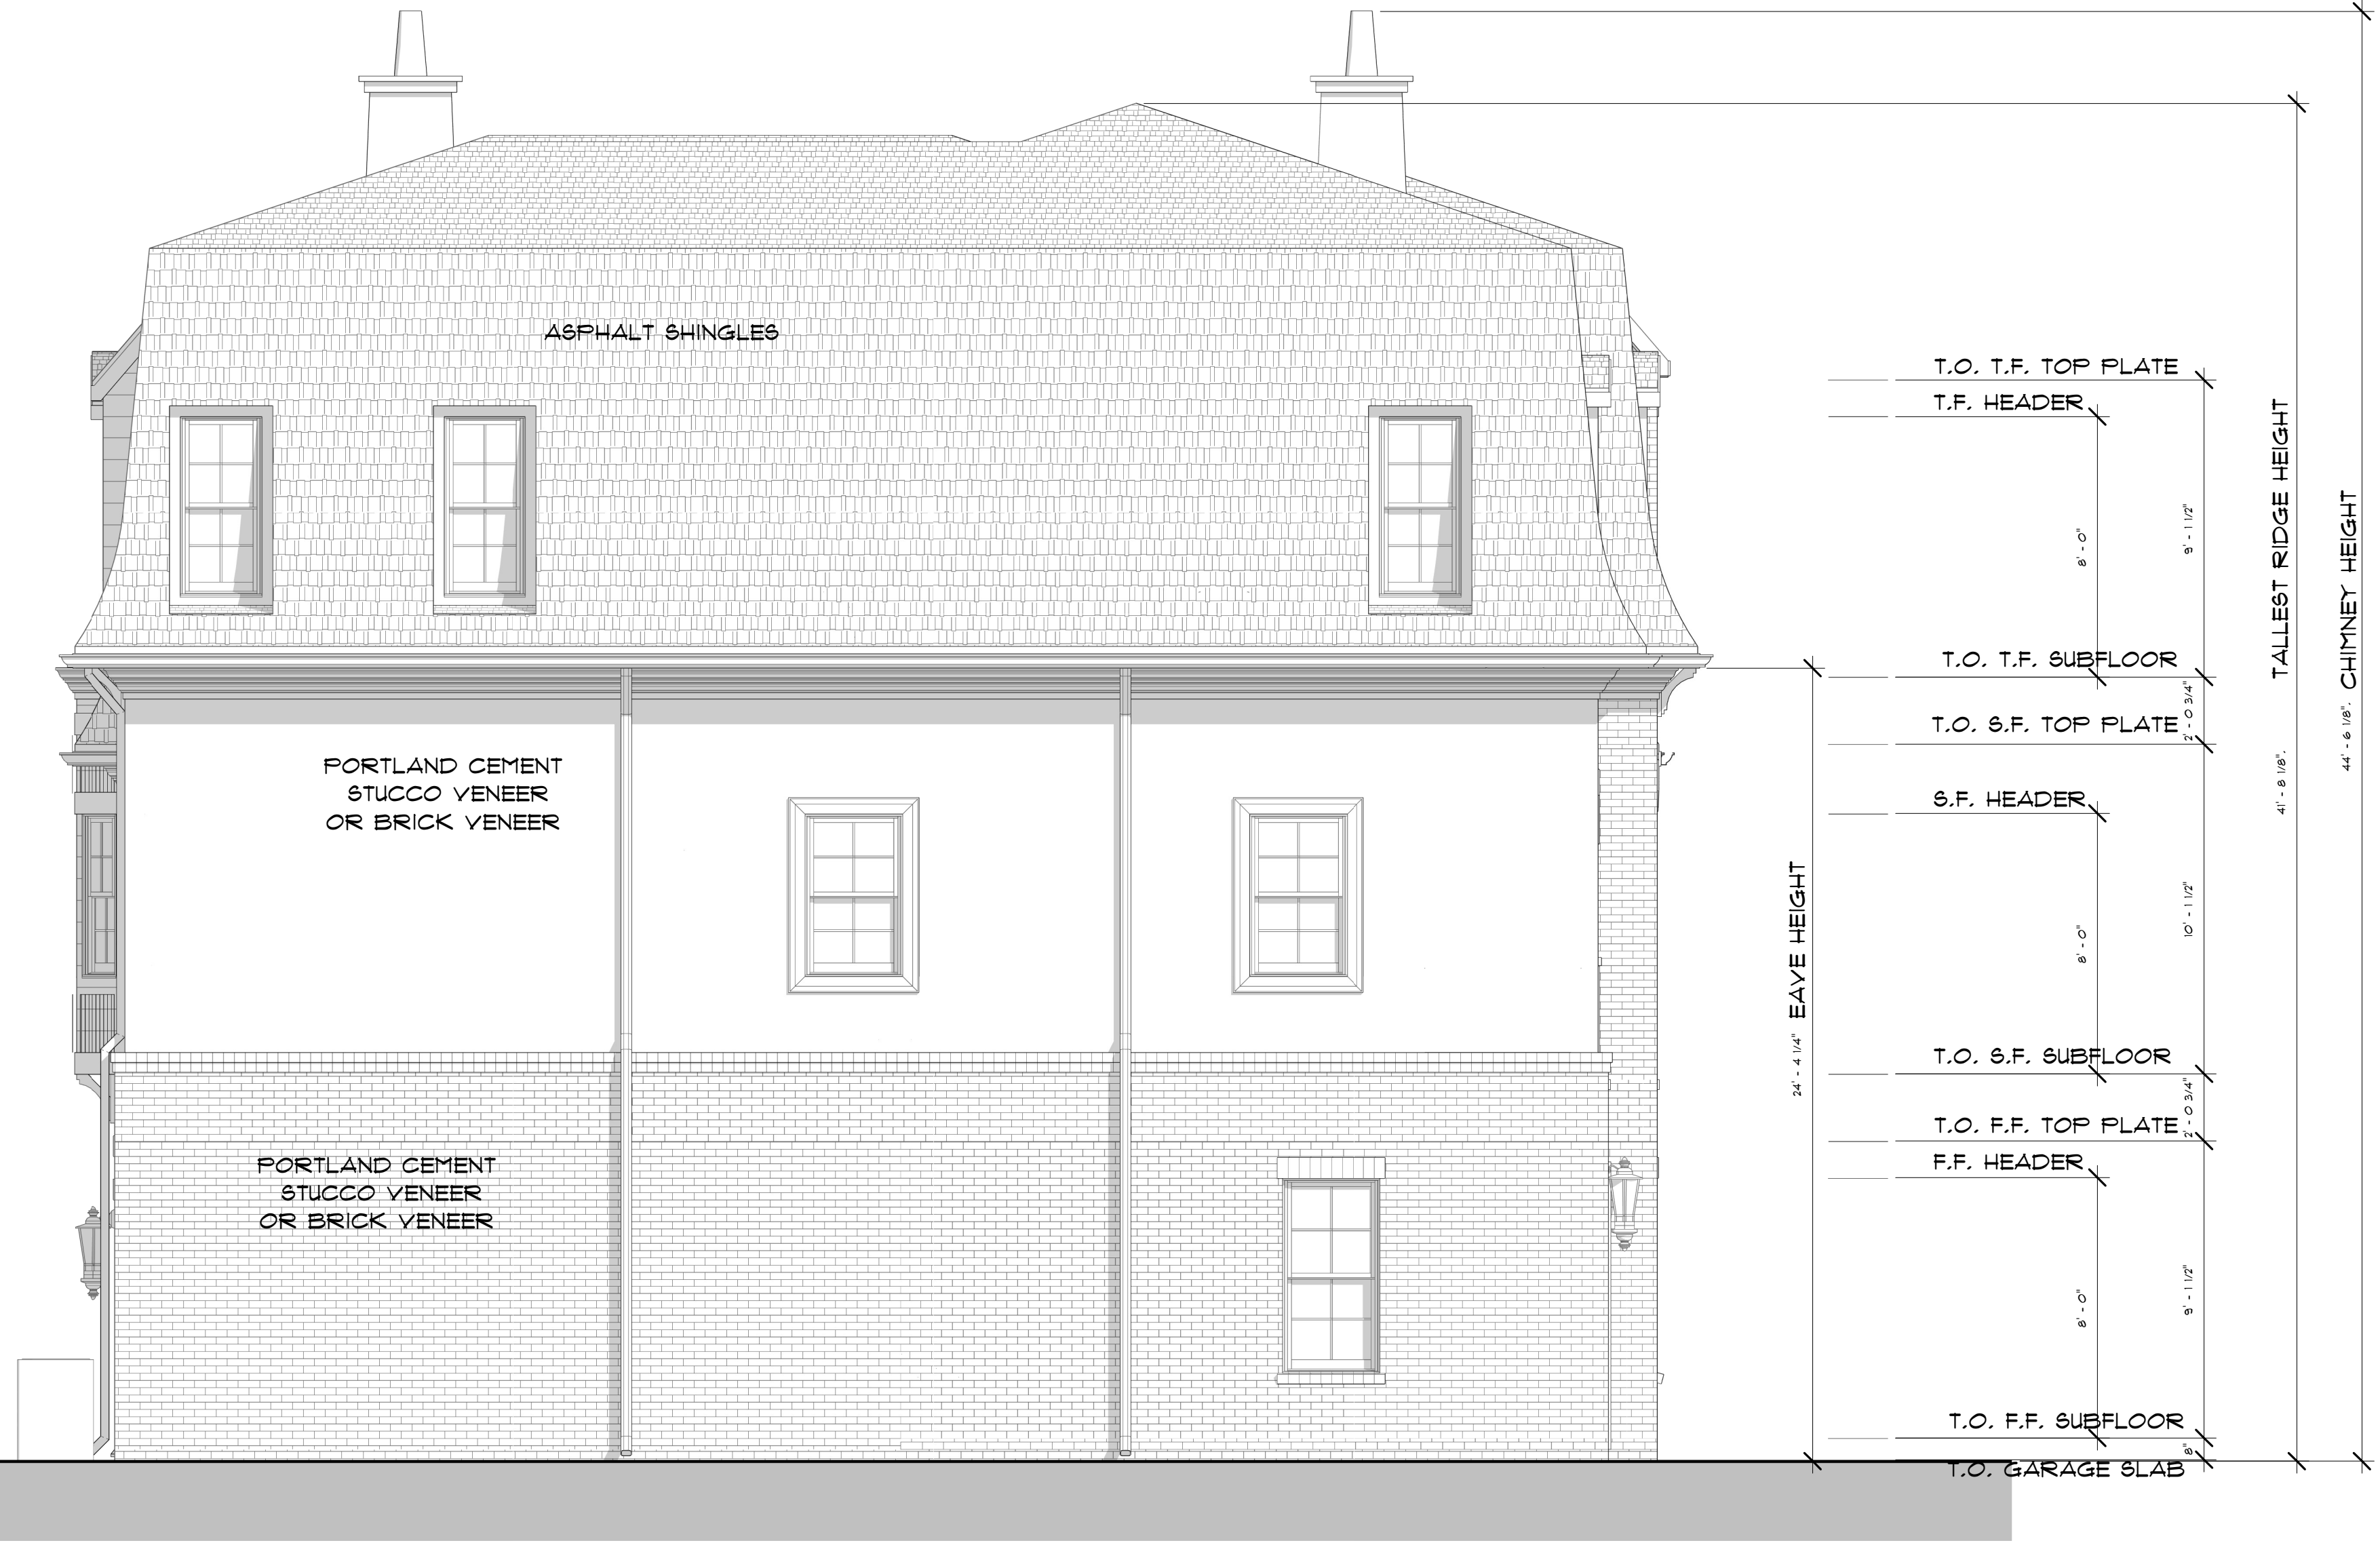 ASPHALT SHINGLES
T.O. T.F. TOP PLATE
T.F. HEADER
8' - 0"
9' - 1 1/2"
TALLEST RIDGE HEIGHT
41' - 8 1/8".
CHIMNEY HEIGHT
44' - 6 1/8".
T.O. T.F. SUBFLOOR
2' - 0 3/4"
T.O. S.F. TOP PLATE
PORTLAND CEMENT
STUCCO VENEER
OR BRICK VENEER
S.F. HEADER
8' - 0"
10' - 1 1/2"
EAVE HEIGHT
24' - 4 1/4"
T.O. S.F. SUBFLOOR
2' - 0 3/4"
T.O. F.F. TOP PLATE
F.F. HEADER
PORTLAND CEMENT
STUCCO VENEER
OR BRICK VENEER
8' - 0"
9' - 1 1/2"
T.O. F.F. SUBFLOOR
8"
T.O. GARAGE SLAB